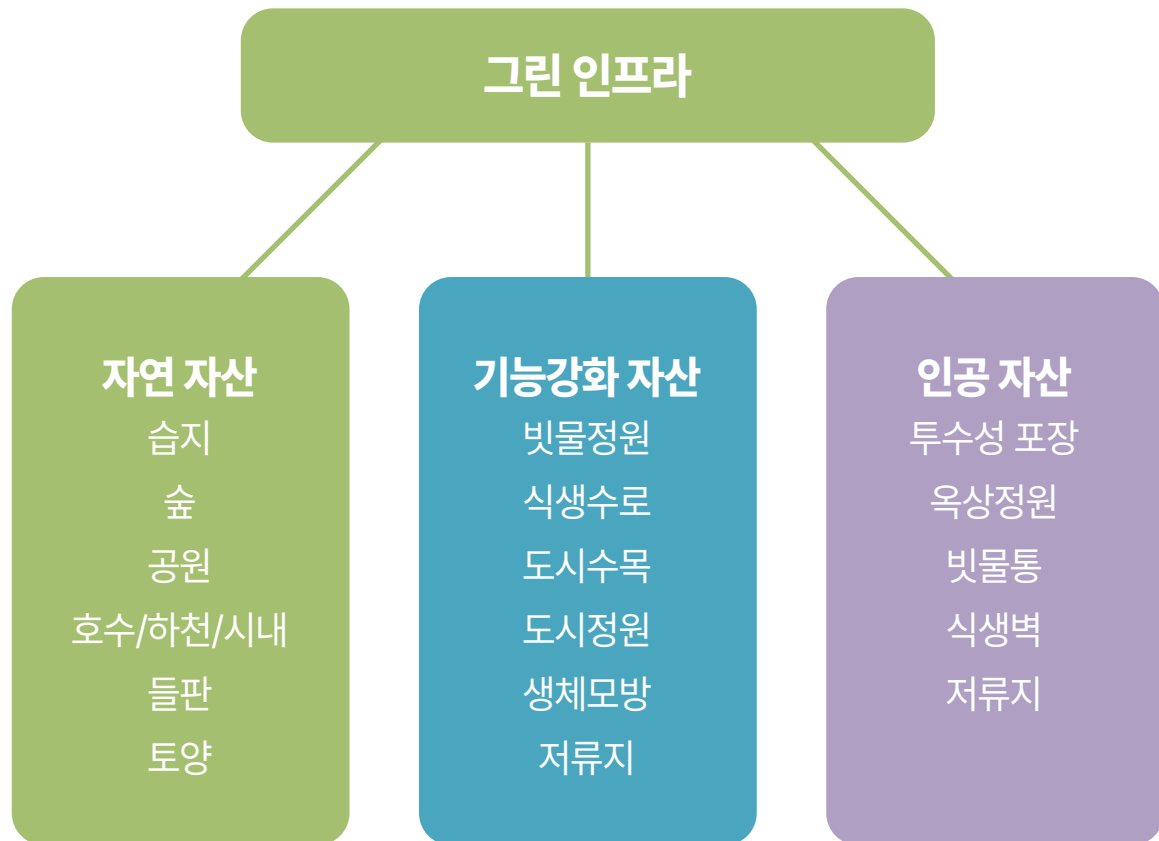 그린 인프라
자연 자산
습지
숲
공원
호수/하천/시내
들판
토양
기능강화 자산
빗물정원
식생수로
도시수목
도시정원
생체모방
저류지
인공 자산
투수성 포장
옥상정원
빗물통
식생벽
저류지